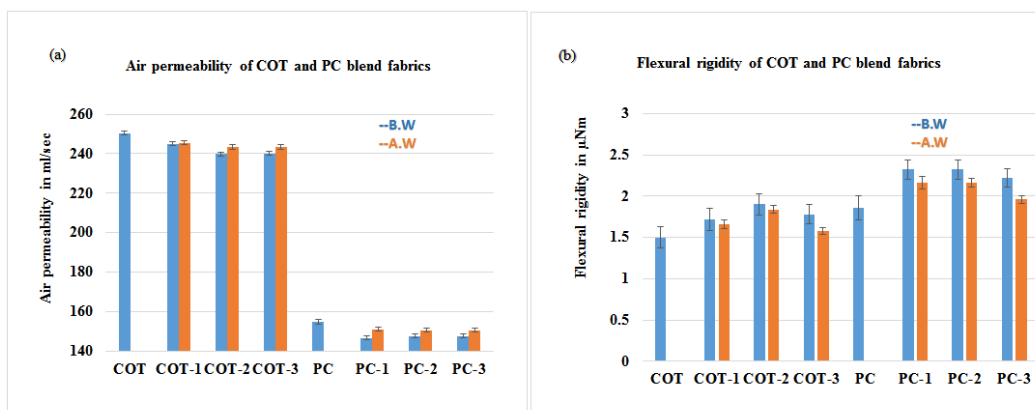 (a)
Air permeability of COT and PC blend fabrics
Air permeability in ml/sec
260
240
220
200
180
160
140
--B.W
--A.W
COT COT-1 COT-2 COT-3 PC PC-1 PC-2 PC-3
(b)
Flexural rigidity of COT and PC blend fabrics
Flexural rigidity in µNm
3
2.5
2
1.5
1
0.5
0
--B.W
--A.W
COT COT-1 COT-2 COT-3 PC PC-1 PC-2 PC-3